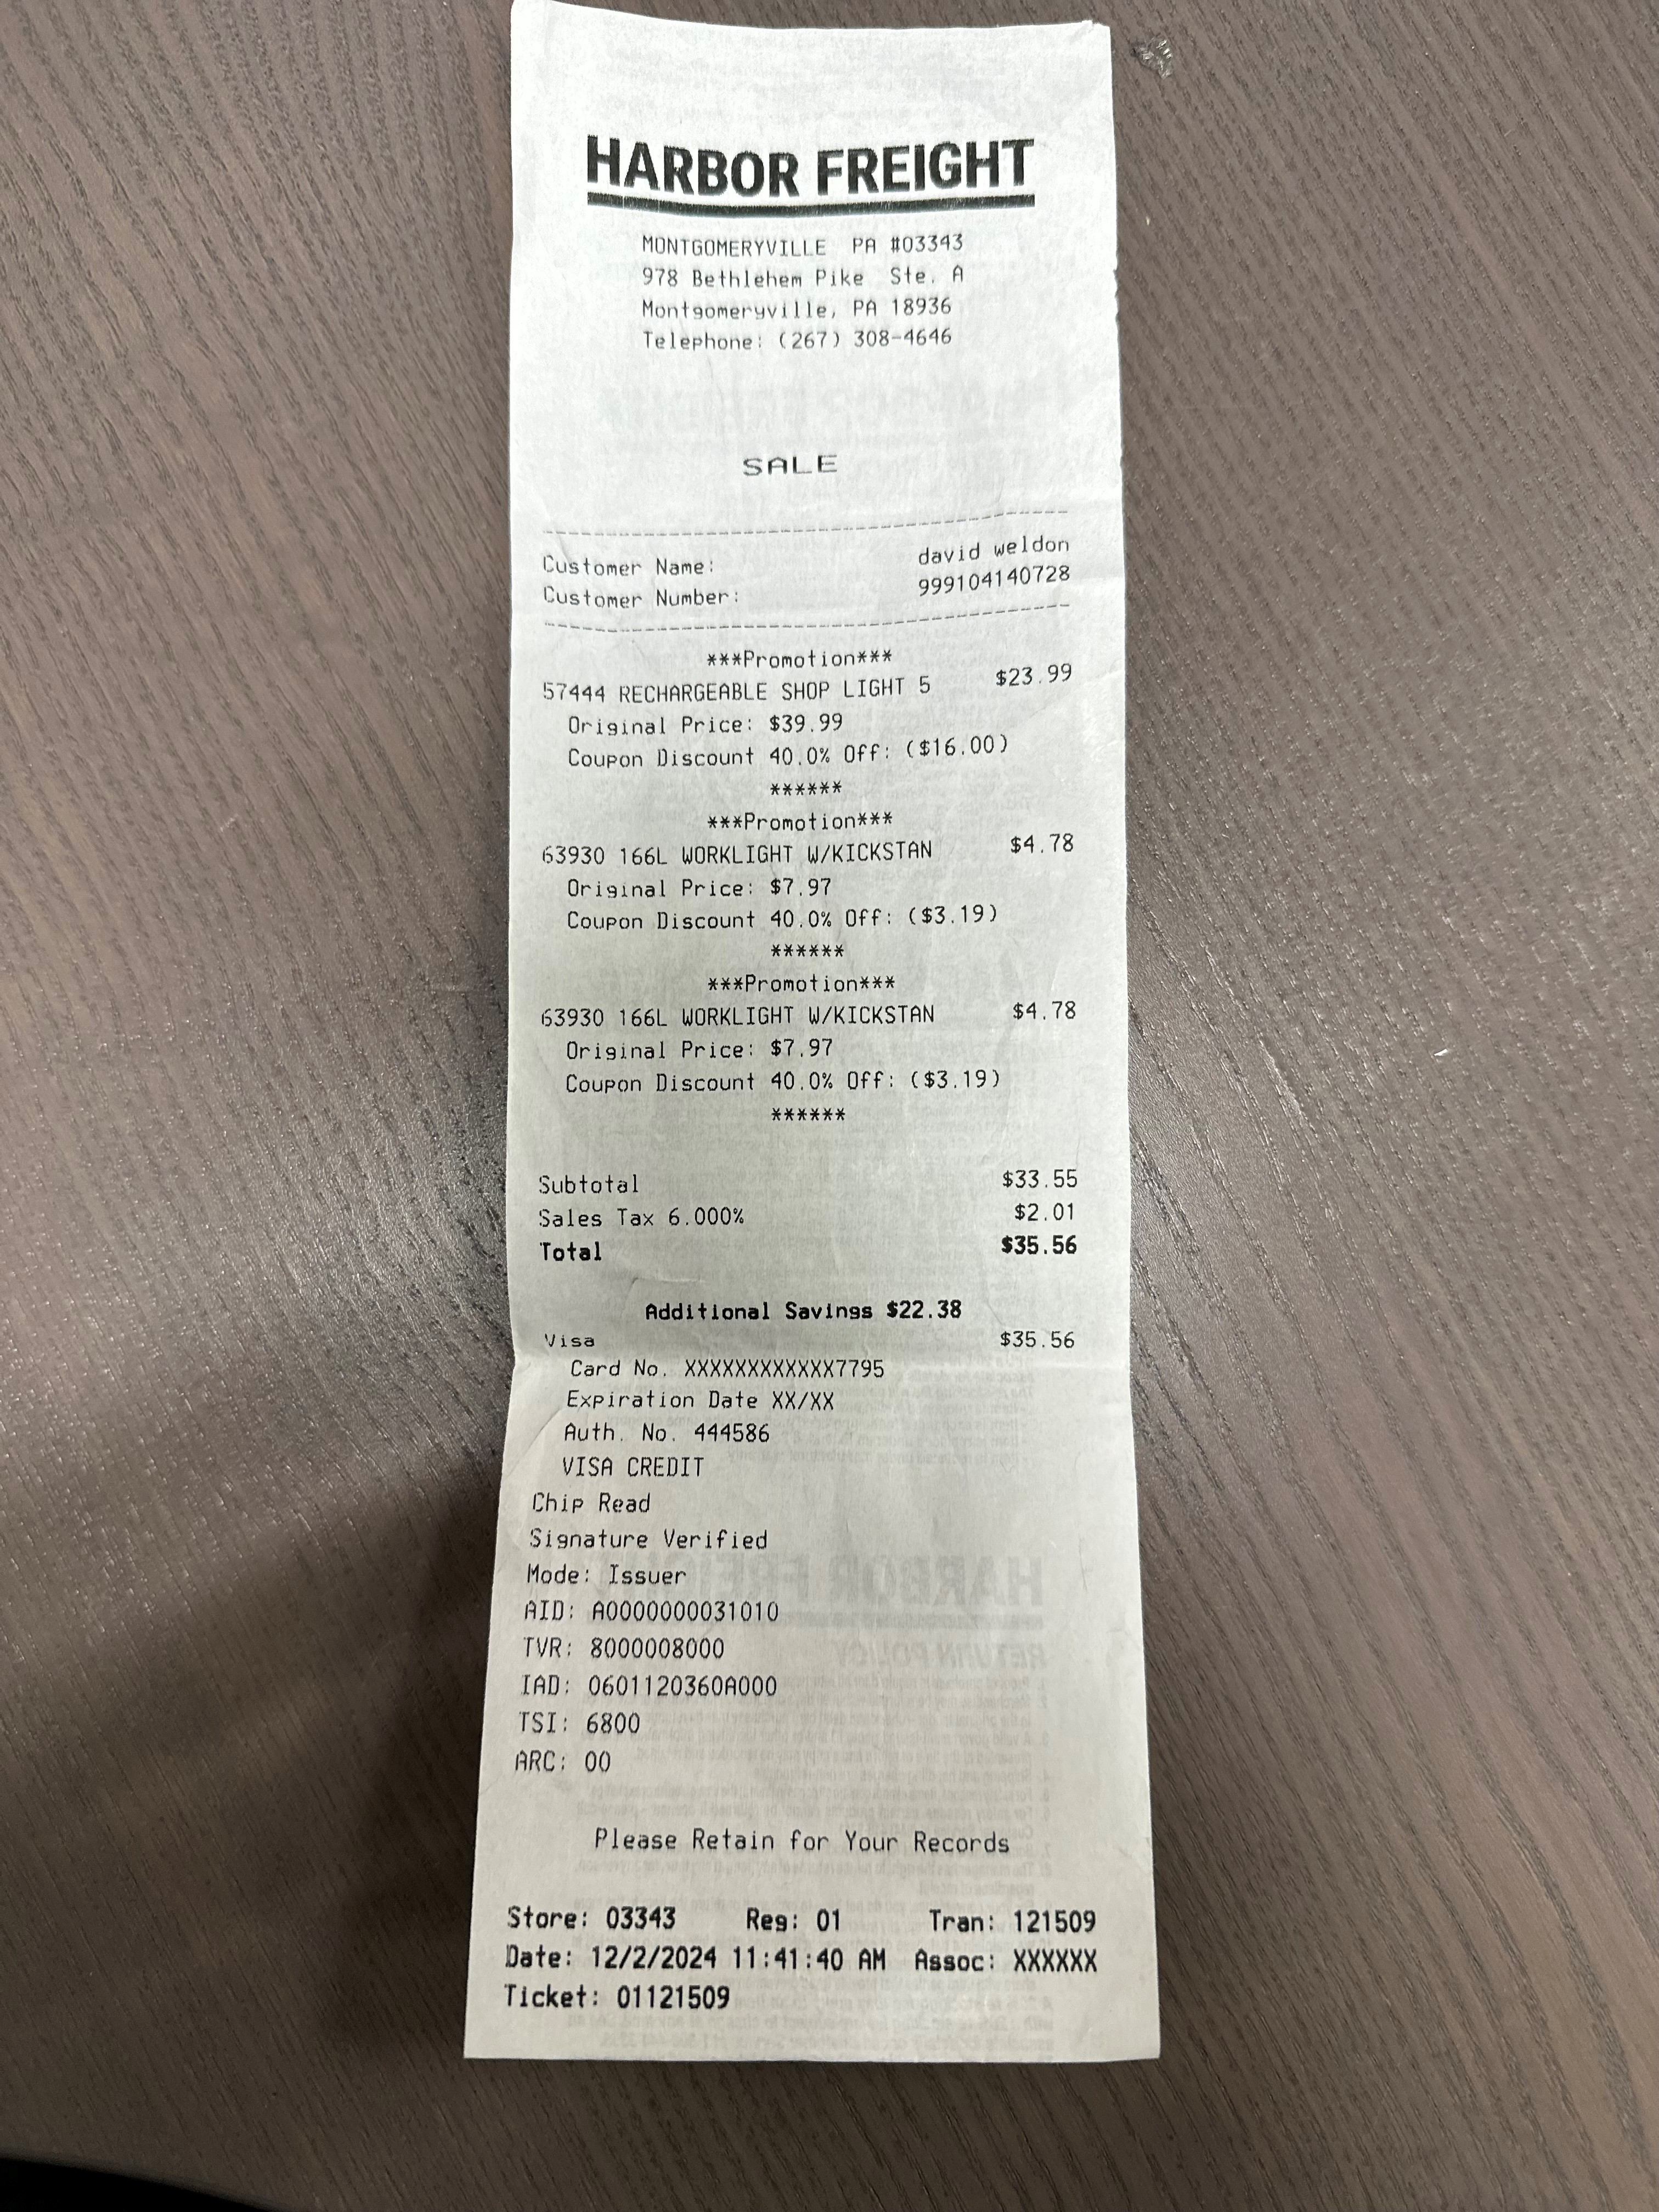 HARBOR FREIGHT
MONTGOMERYVILLE PA #03343
978 Bethlehem Pike Ste. A
Montgomeryville, PA 18936
Telephone: (267) 308-4646
SALE
Customer Name: david weldon
Customer Number: 999104140728
***Promotion***
57444 RECHARGEABLE SHOP LIGHT 5 $23.99
Original Price: $39.99
Coupon Discount 40.0% Off: ($16.00)
******
***Promotion***
63930 166L WORKLIGHT W/KICKSTAN $4.78
Original Price: $7.97
Coupon Discount 40.0% Off: ($3.19)
******
***Promotion***
63930 166L WORKLIGHT W/KICKSTAN $4.78
Original Price: $7.97
Coupon Discount 40.0% Off: ($3.19)
******
Subtotal $33.55
Sales Tax 6.000% $2.01
Total $35.56
Additional Savings $22.38
Visa $35.56
Card No. XXXXXXXXXXXX7795
Expiration Date XX/XX
Auth. No. 444586
VISA CREDIT
Chip Read
Signature Verified
Mode: Issuer
AID: A0000000031010
TVR: 8000008000
IAD: 0601120360A000
TSI: 6800
ARC: 00
Please Retain for Your Records
Store: 03343 Reg: 01 Tran: 121509
Date: 12/2/2024 11:41:40 AM Assoc: XXXXXX
Ticket: 01121509